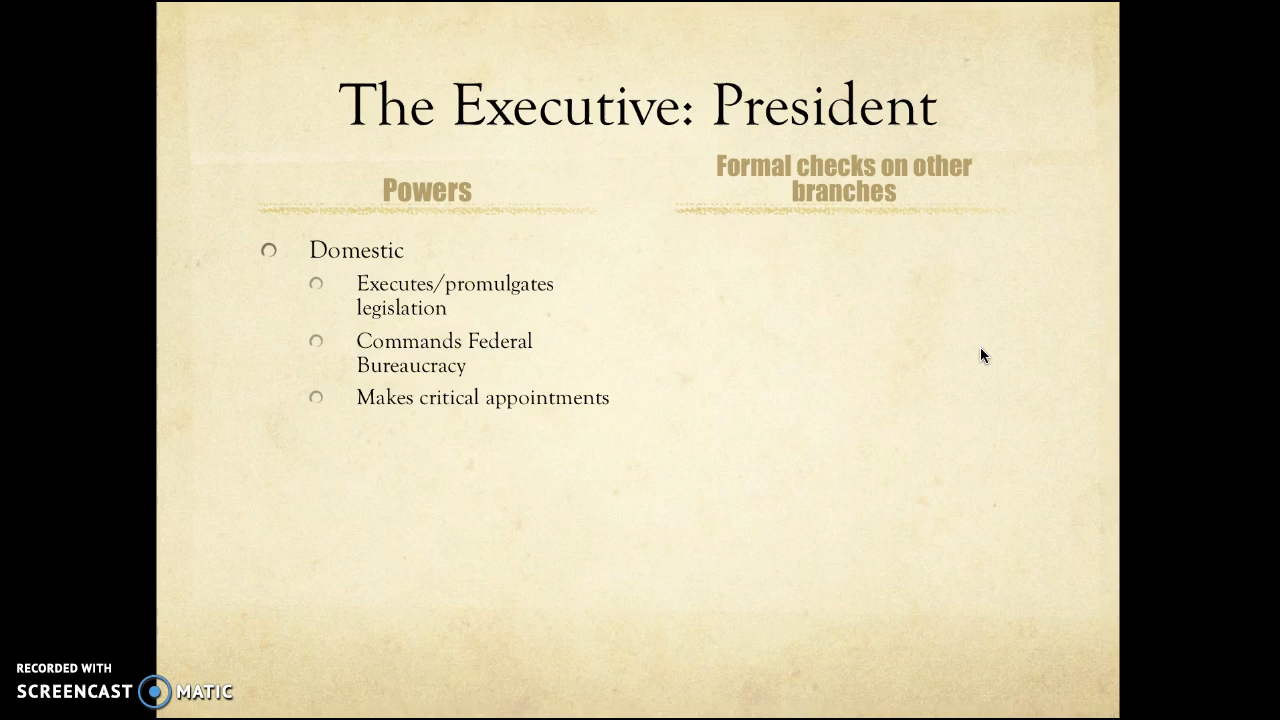 The Executive: President
Powers
Formal checks on other
branches
Domestic
Executes/promulgates
legislation
Commands Federal
Bureaucracy
Makes critical appointments
RECORDED WITH
SCREENCAST MATIC